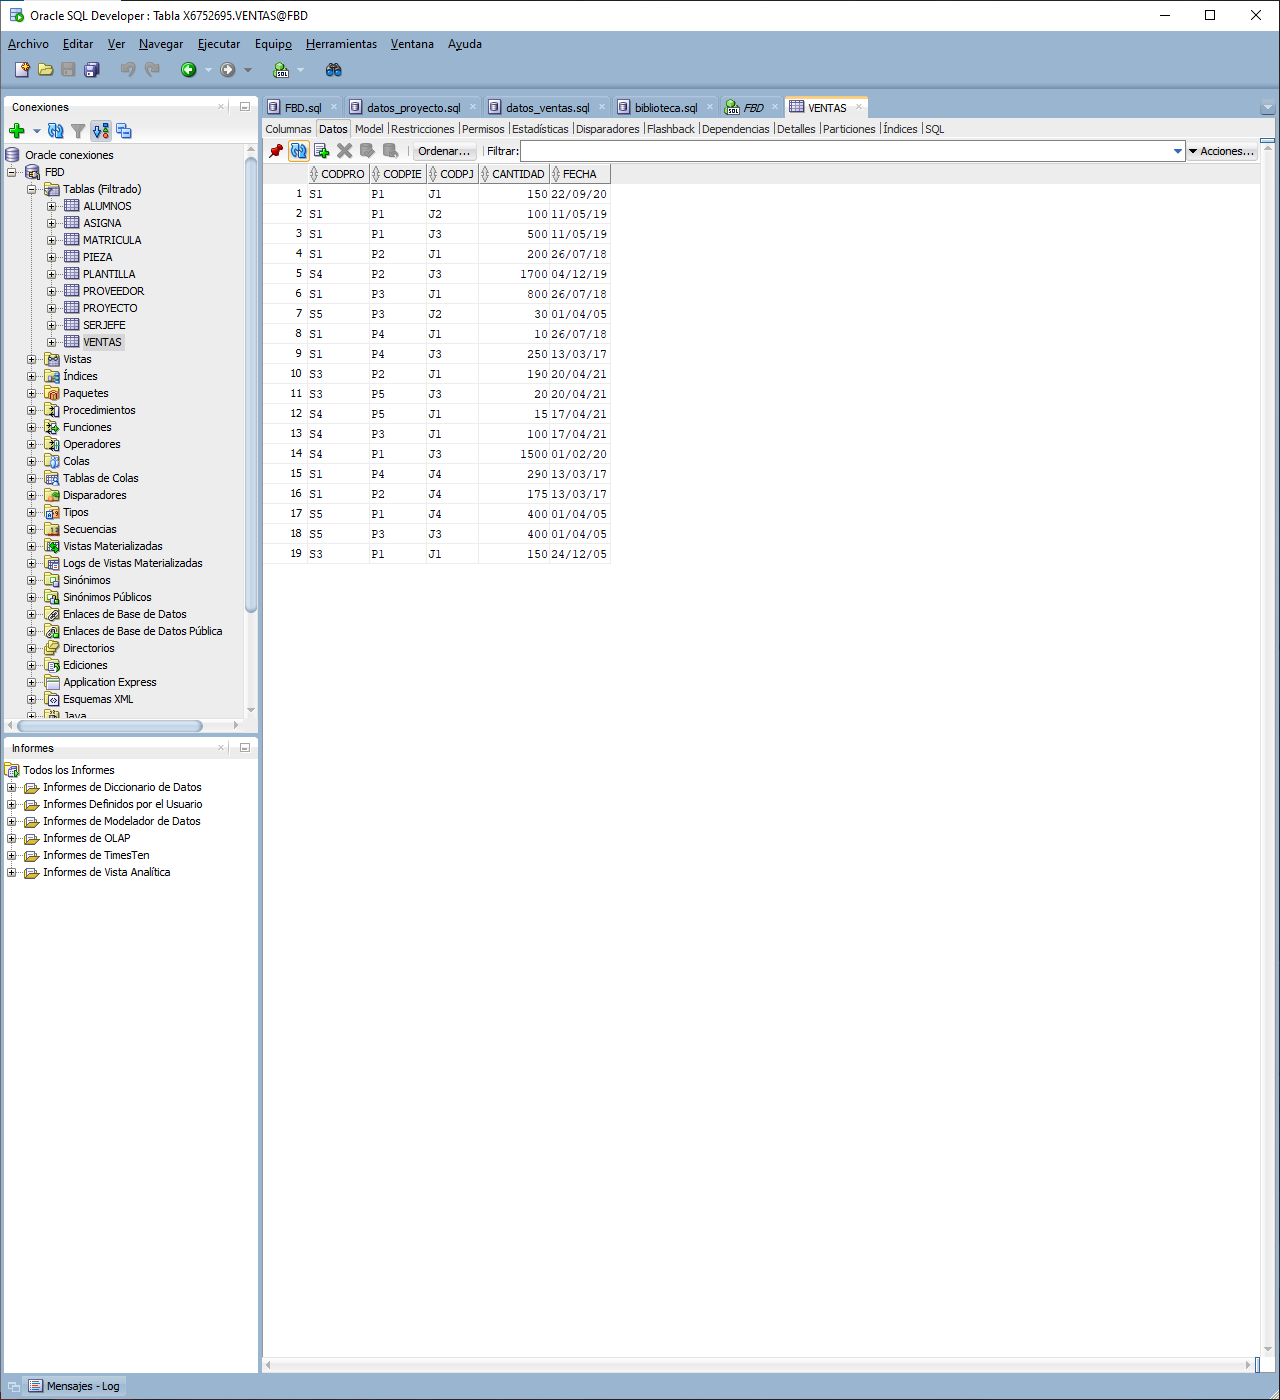 Oracle SQL Developer : Tabla X6752695.VENTAS@FBD
Archivo Editar Ver Navegar Ejecutar Equipo Herramientas Ventana Ayuda
Conexiones
Oracle conexiones
FBD
Tablas (Filtrado)
ALUMNOS
ASIGNA
MATRICULA
PIEZA
PLANTILLA
PROVEEDOR
PROYECTO
SERJEFE
VENTAS
Vistas
Índices
Paquetes
Procedimientos
Funciones
Operadores
Colas
Tablas de Colas
Disparadores
Tipos
Secuencias
Vistas Materializadas
Logs de Vistas Materializadas
Sinónimos
Sinónimos Públicos
Enlaces de Base de Datos
Enlaces de Base de Datos Pública
Directorios
Ediciones
Application Express
Esquemas XML
Java
Informes
Todos los Informes
Informes de Diccionario de Datos
Informes Definidos por el Usuario
Informes de Modelador de Datos
Informes de OLAP
Informes de TimesTen
Informes de Vista Analítica
FBD.sql datos_proyecto.sql datos_ventas.sql biblioteca.sql FBD VENTAS
Columnas Datos Model Restricciones Permisos Estadísticas Disparadores Flashback Dependencias Detalles Particiones Índices SQL
Ordenar... Filtrar: Acciones...
CODPRO CODPIE CODPJ CANTIDAD FECHA
1 S1 P1 J1 150 22/09/20
2 S1 P1 J2 100 11/05/19
3 S1 P1 J3 500 11/05/19
4 S1 P2 J1 200 26/07/18
5 S4 P2 J3 1700 04/12/19
6 S1 P3 J1 800 26/07/18
7 S5 P3 J2 30 01/04/05
8 S1 P4 J1 10 26/07/18
9 S1 P4 J3 250 13/03/17
10 S3 P2 J1 190 20/04/21
11 S3 P5 J3 20 20/04/21
12 S4 P5 J1 15 17/04/21
13 S4 P3 J1 100 17/04/21
14 S4 P1 J3 1500 01/02/20
15 S1 P4 J4 290 13/03/17
16 S1 P2 J4 175 13/03/17
17 S5 P1 J4 400 01/04/05
18 S5 P3 J3 400 01/04/05
19 S3 P1 J1 150 24/12/05
Mensajes - Log